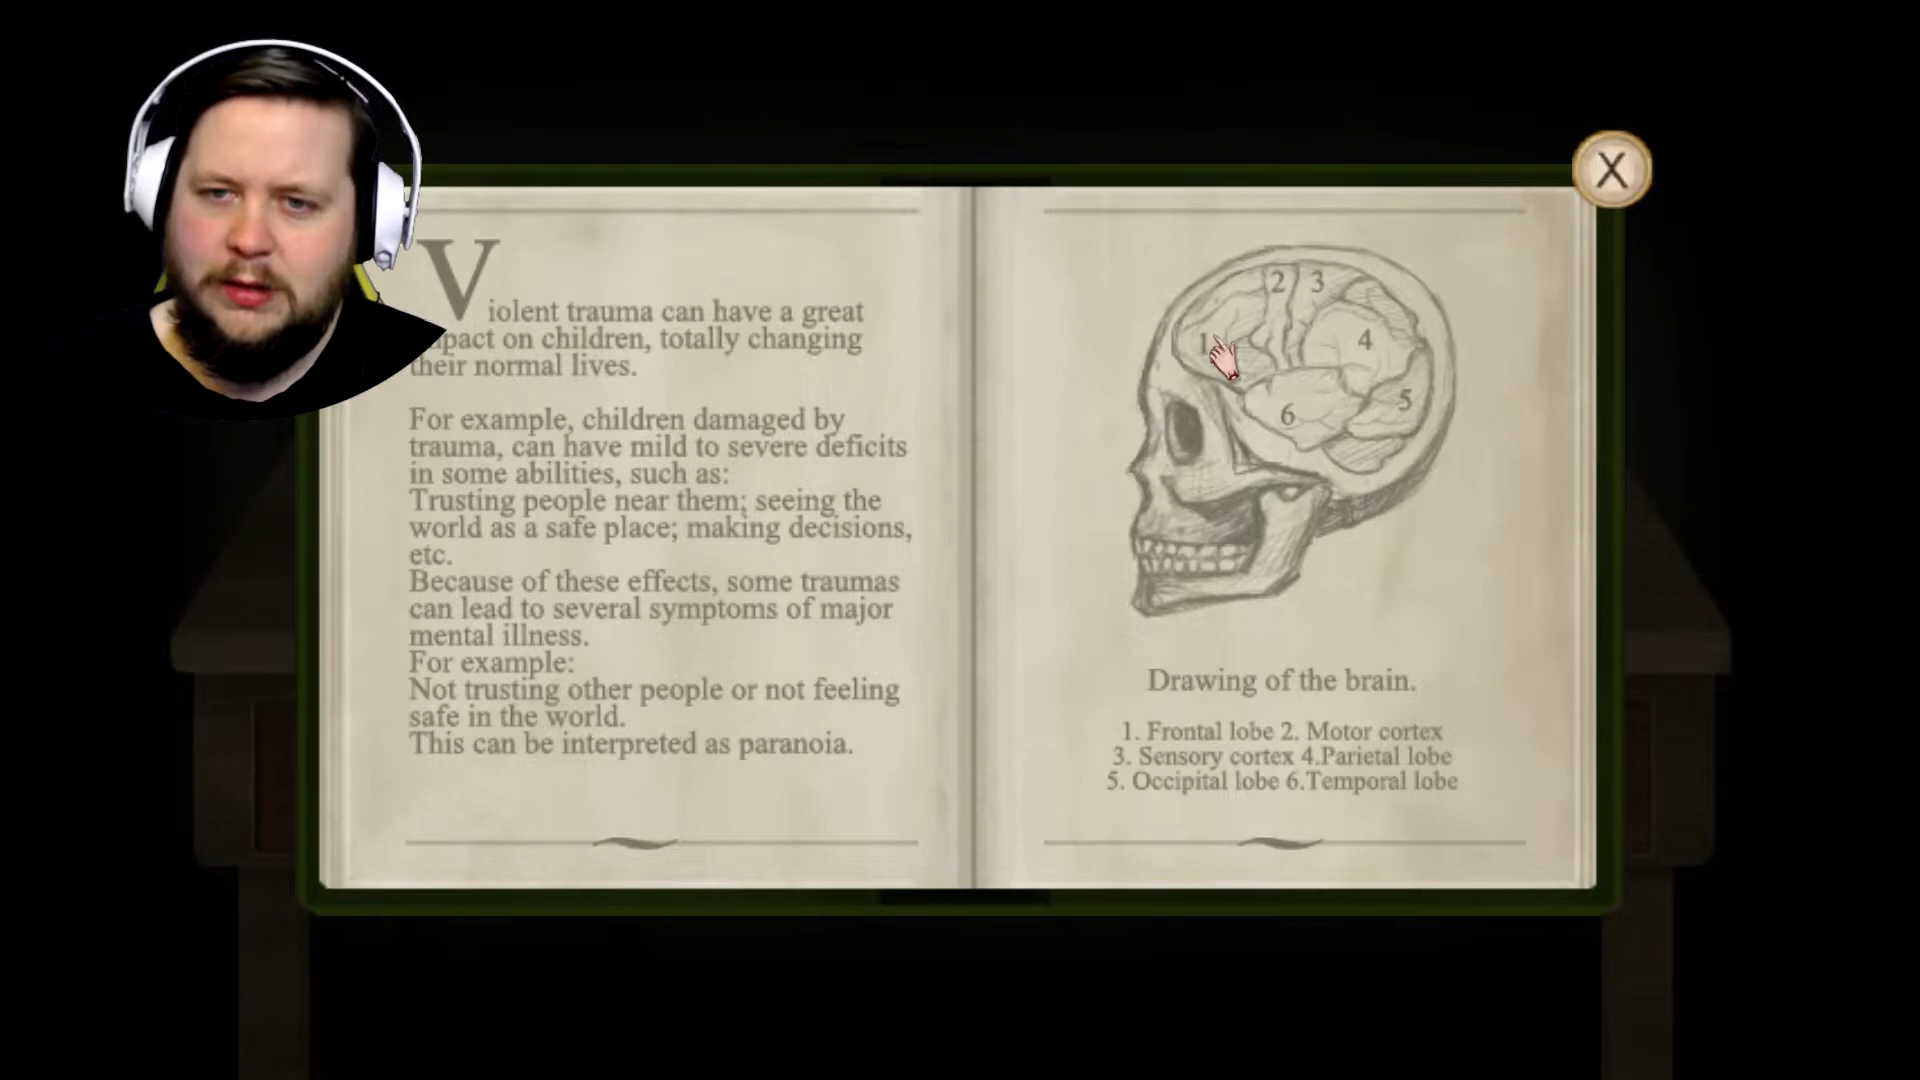 Violent trauma can have a great
pact on children, totally changing
their normal lives.
For example, children damaged by
trauma, can have mild to severe deficits
in some abilities, such as:
Trusting people near them; seeing the
world as a safe place; making decisions,
etc.
Because of these effects, some traumas
can lead to several symptoms of major
mental illness.
For example:
Not trusting other people or not feeling
safe in the world.
This can be interpreted as paranoia.
X
2 3
1 4
5
6
Drawing of the brain.
1. Frontal lobe 2. Motor cortex
3. Sensory cortex 4.Parietal lobe
5. Occipital lobe 6.Temporal lobe